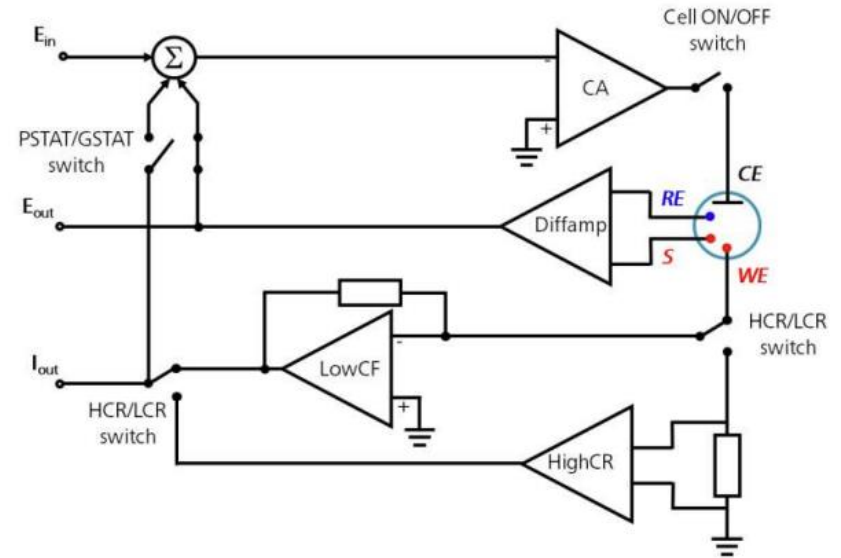 Cell ON/OFF
switch
Ein
Σ
-
CA
+
PSTAT/GSTAT
switch
CE
Eout
RE
Diffamp
S
WE
HCR/LCR
switch
-
LowCF
Iout
+
HCR/LCR
switch
HighCR